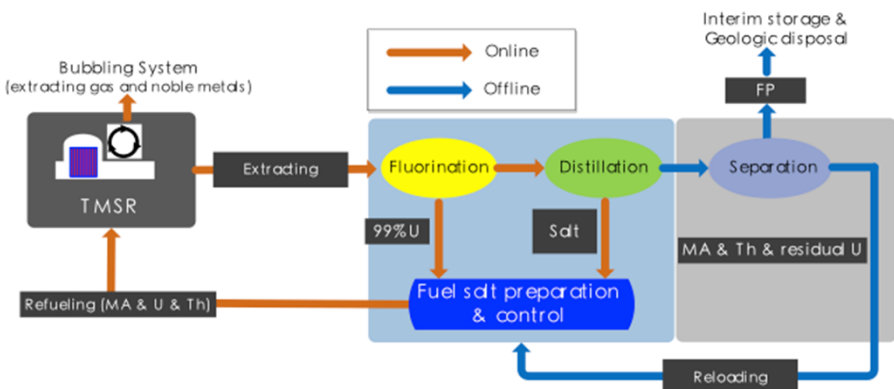 Interim storage &
Geologic disposal
Online
Offline
Bubbling System
(extracting gas and noble metals)
FP
TMSR
Extracting
Fluorination
Distillation
Separation
99%U
Salt
MA & Th & residual U
Fuel salt preparation
& control
Refueling (MA & U & Th)
Reloading